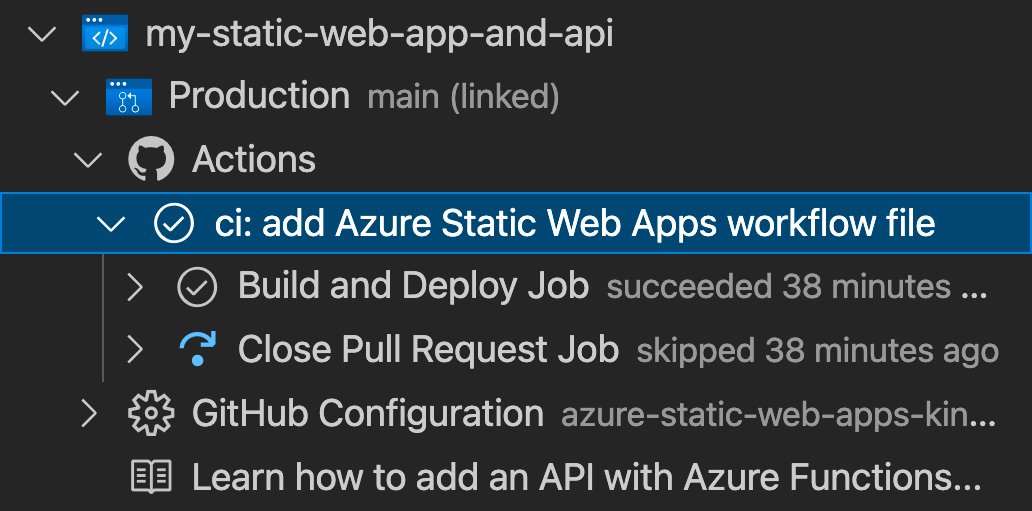 my-static-web-app-and-api
Production main (linked)
Actions
ci: add Azure Static Web Apps workflow file
Build and Deploy Job succeeded 38 minutes ...
Close Pull Request Job skipped 38 minutes ago
GitHub Configuration azure-static-web-apps-kin...
Learn how to add an API with Azure Functions...